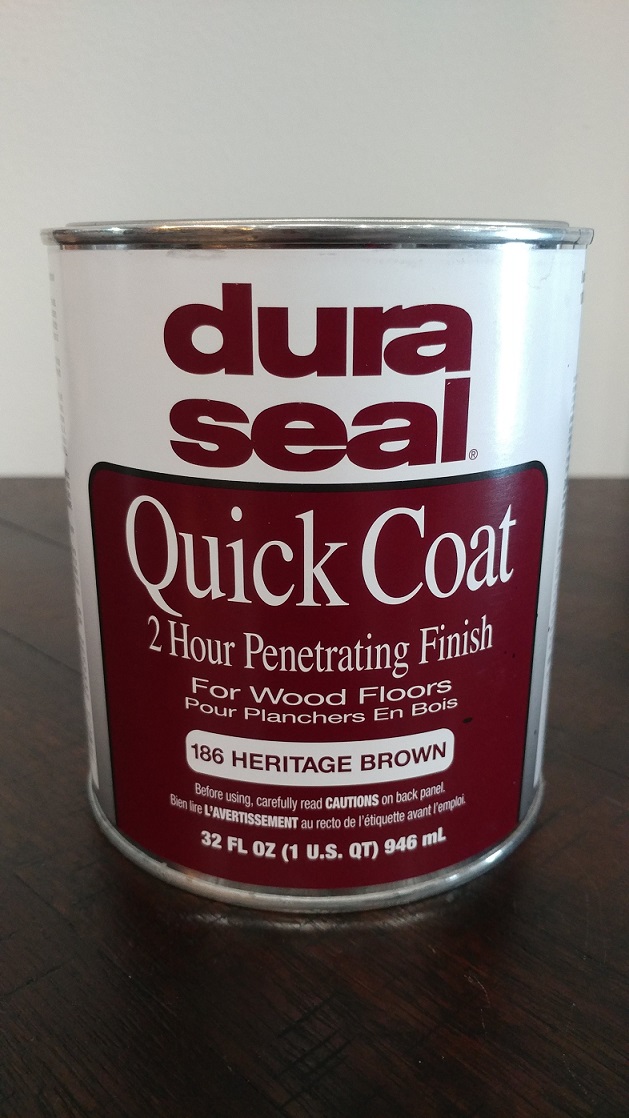 dura
seal®
Quick Coat
2 Hour Penetrating Finish
For Wood Floors
Pour Planchers En Bois
186 HERITAGE BROWN
Before using, carefully read CAUTIONS on back panel.
Bien lire L'AVERTISSEMENT au recto de l'étiquette avant l'emploi.
32 FL OZ (1 U.S. QT) 946 mL